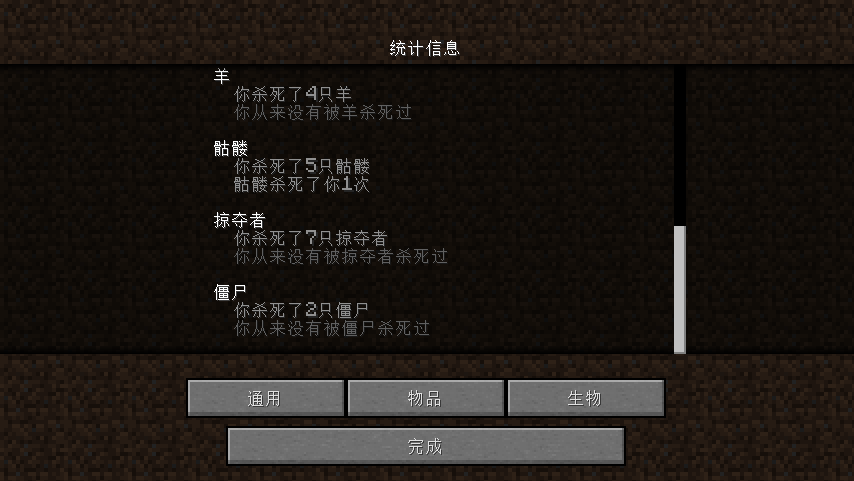 统计信息
羊
你杀死了4只羊
你从来没有被羊杀死过
骷髅
你杀死了5只骷髅
骷髅杀死了你1次
掠夺者
你杀死了7只掠夺者
你从来没有被掠夺者杀死过
僵尸
你杀死了2只僵尸
你从来没有被僵尸杀死过
通用
物品
生物
完成